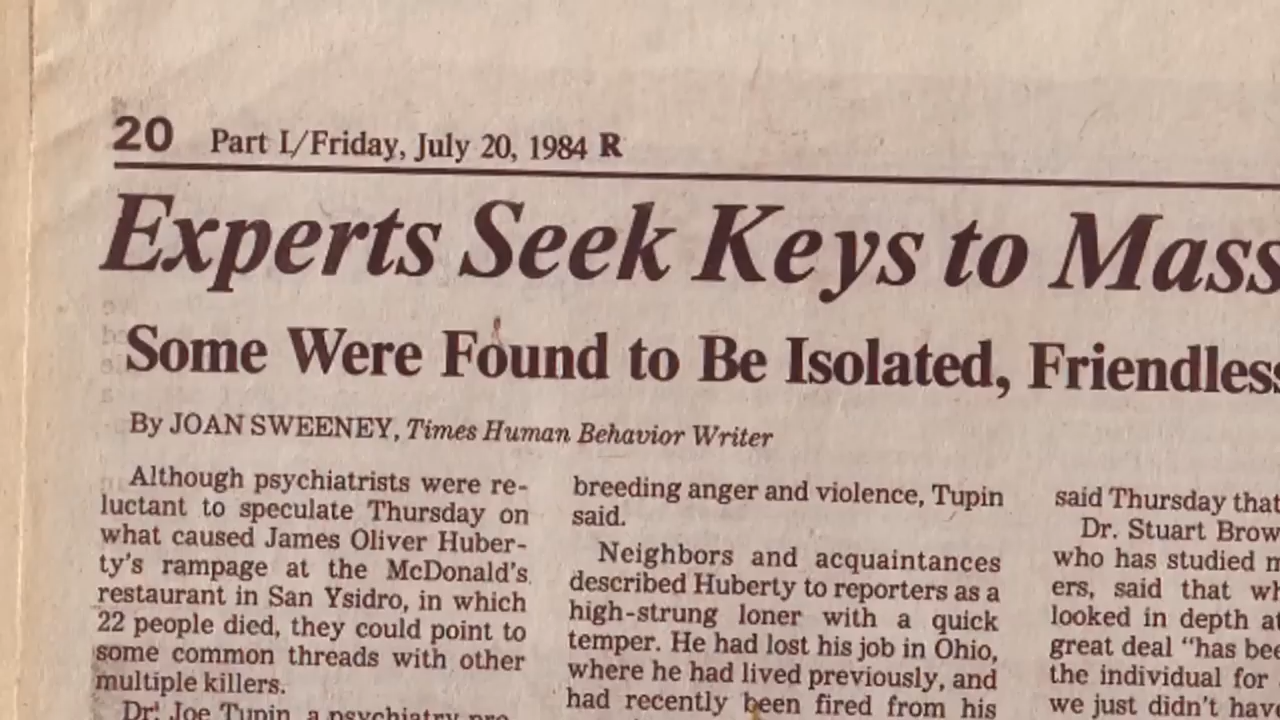 20 Part I/Friday, July 20, 1984 R
Experts Seek Keys to Mass
Some Were Found to Be Isolated, Friendless
By JOAN SWEENEY, Times Human Behavior Writer
Although psychiatrists were re-
luctant to speculate Thursday on
what caused James Oliver Huber-
ty's rampage at the McDonald's
restaurant in San Ysidro, in which
22 people died, they could point to
some common threads with other
multiple killers.
Dr. Joe Tupin, a psychiatry pro-
breeding anger and violence, Tupin
said.
Neighbors and acquaintances
described Huberty to reporters as a
high-strung loner with a quick
temper. He had lost his job in Ohio,
where he had lived previously, and
had recently been fired from his
said Thursday that
Dr. Stuart Brow
who has studied m
ers, said that wh
looked in depth at
great deal "has bee
the individual for
we just didn't have